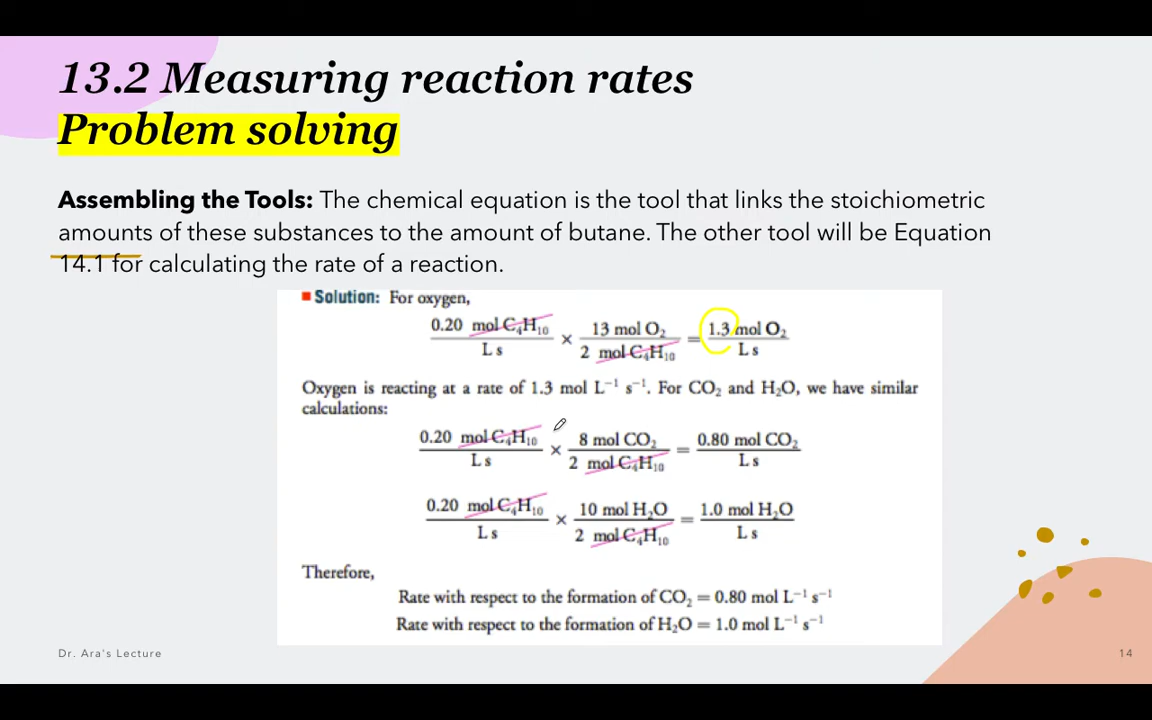 13.2 Measuring reaction rates
Problem solving
Assembling the Tools: The chemical equation is the tool that links the stoichiometric
amounts of these substances to the amount of butane. The other tool will be Equation
14.1 for calculating the rate of a reaction.
Solution: For oxygen,
0.20 mol C₄H₁₀ / L s × 13 mol O₂ / 2 mol C₄H₁₀ = 1.3 mol O₂ / L s
Oxygen is reacting at a rate of 1.3 mol L⁻¹ s⁻¹. For CO₂ and H₂O, we have similar
calculations:
0.20 mol C₄H₁₀ / L s × 8 mol CO₂ / 2 mol C₄H₁₀ = 0.80 mol CO₂ / L s
0.20 mol C₄H₁₀ / L s × 10 mol H₂O / 2 mol C₄H₁₀ = 1.0 mol H₂O / L s
Therefore,
Rate with respect to the formation of CO₂ = 0.80 mol L⁻¹ s⁻¹
Rate with respect to the formation of H₂O = 1.0 mol L⁻¹ s⁻¹
Dr. Ara's Lecture
14